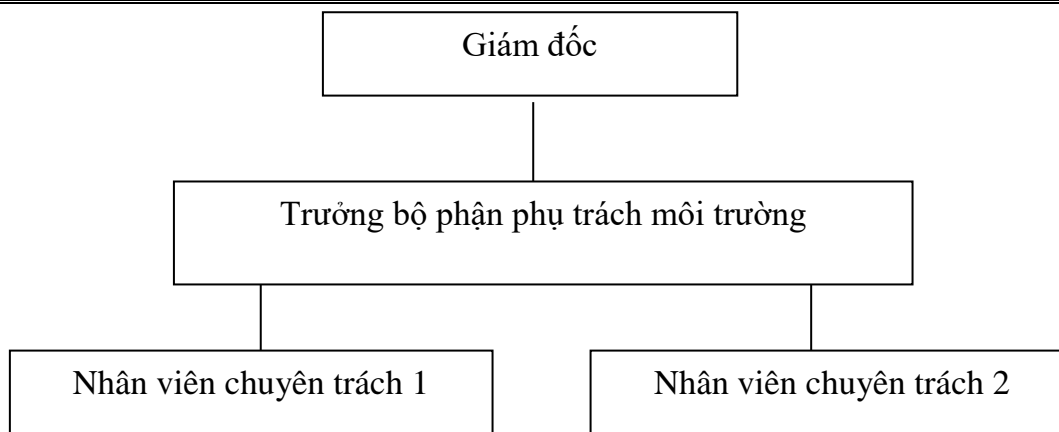 Giám đốc
Trưởng bộ phận phụ trách môi trường
Nhân viên chuyên trách 1
Nhân viên chuyên trách 2